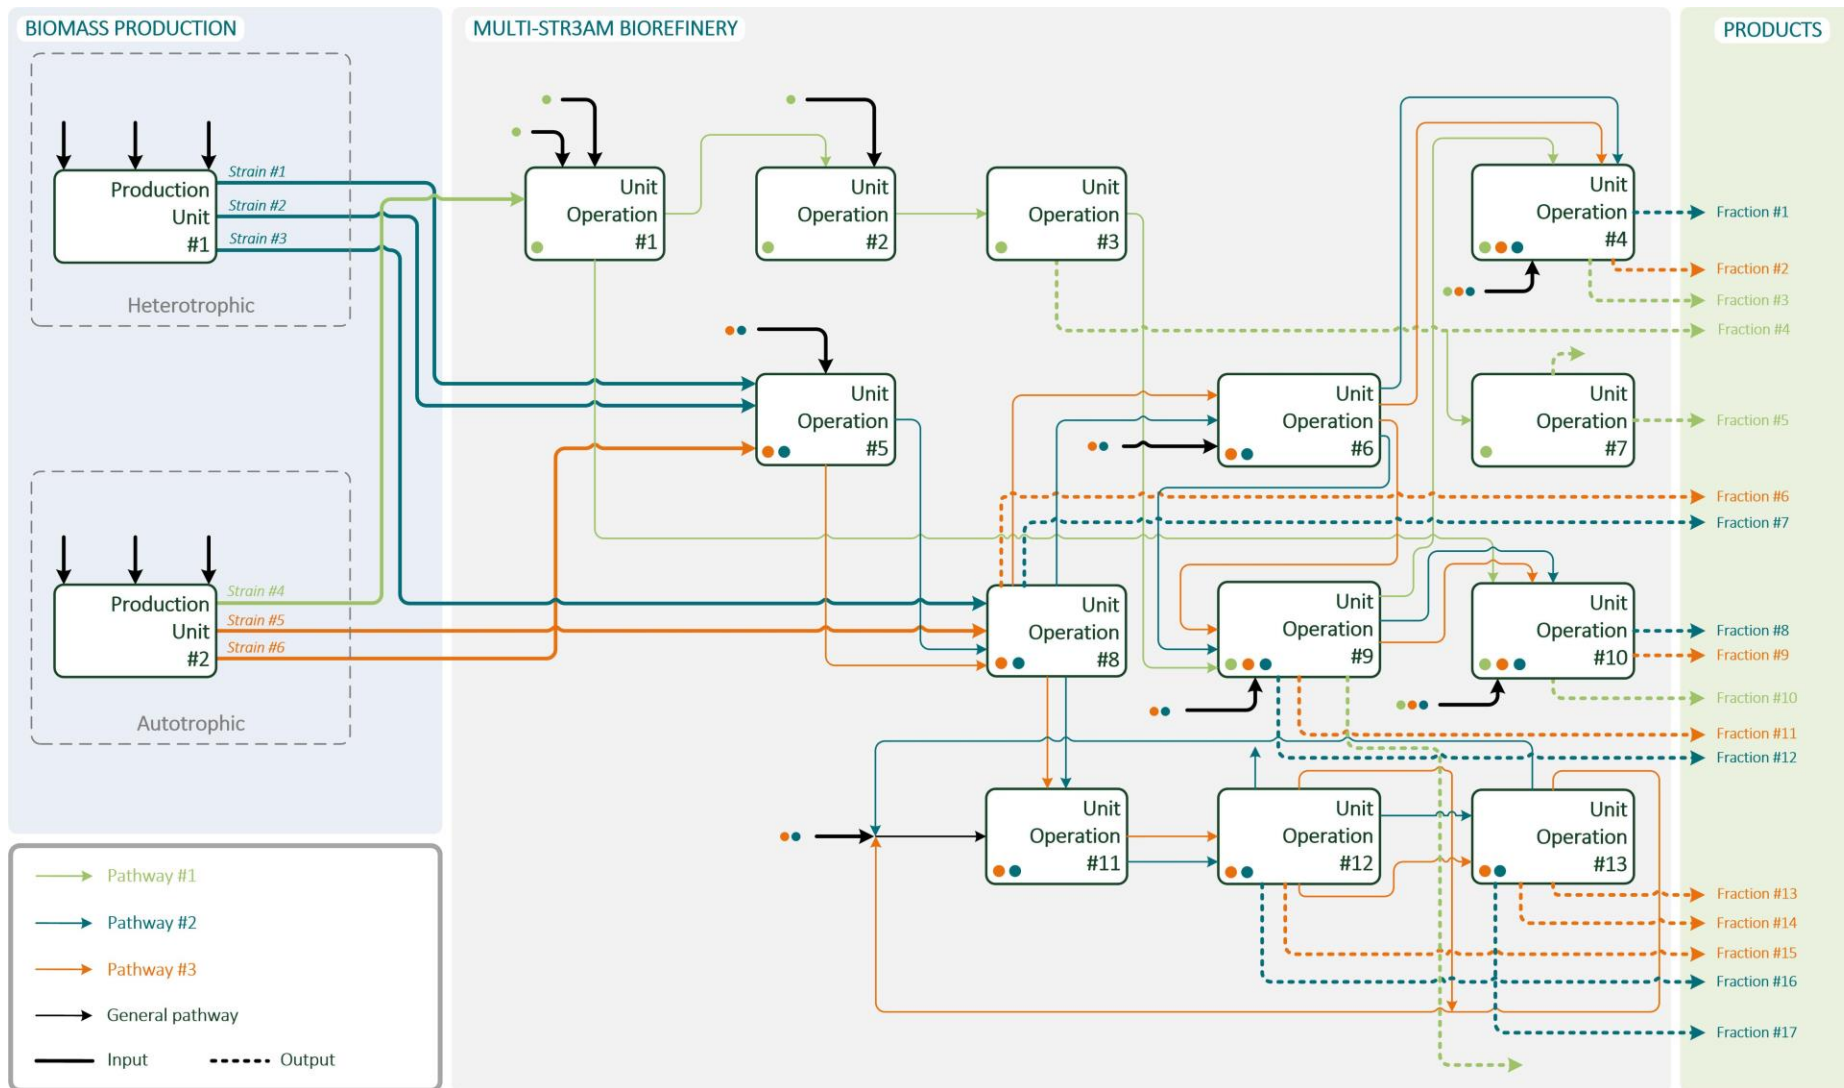 BIOMASS PRODUCTION
MULTI-STR3AM BIOREFINERY
PRODUCTS
Production
Unit
#1
Strain #1
Strain #2
Strain #3
Heterotrophic
Production
Unit
#2
Strain #4
Strain #5
Strain #6
Autotrophic
Unit
Operation
#1
Unit
Operation
#2
Unit
Operation
#3
Unit
Operation
#4
Unit
Operation
#5
Unit
Operation
#6
Unit
Operation
#7
Unit
Operation
#8
Unit
Operation
#9
Unit
Operation
#10
Unit
Operation
#11
Unit
Operation
#12
Unit
Operation
#13
Fraction #1
Fraction #2
Fraction #3
Fraction #4
Fraction #5
Fraction #6
Fraction #7
Fraction #8
Fraction #9
Fraction #10
Fraction #11
Fraction #12
Fraction #13
Fraction #14
Fraction #15
Fraction #16
Fraction #17
Pathway #1
Pathway #2
Pathway #3
General pathway
Input
Output